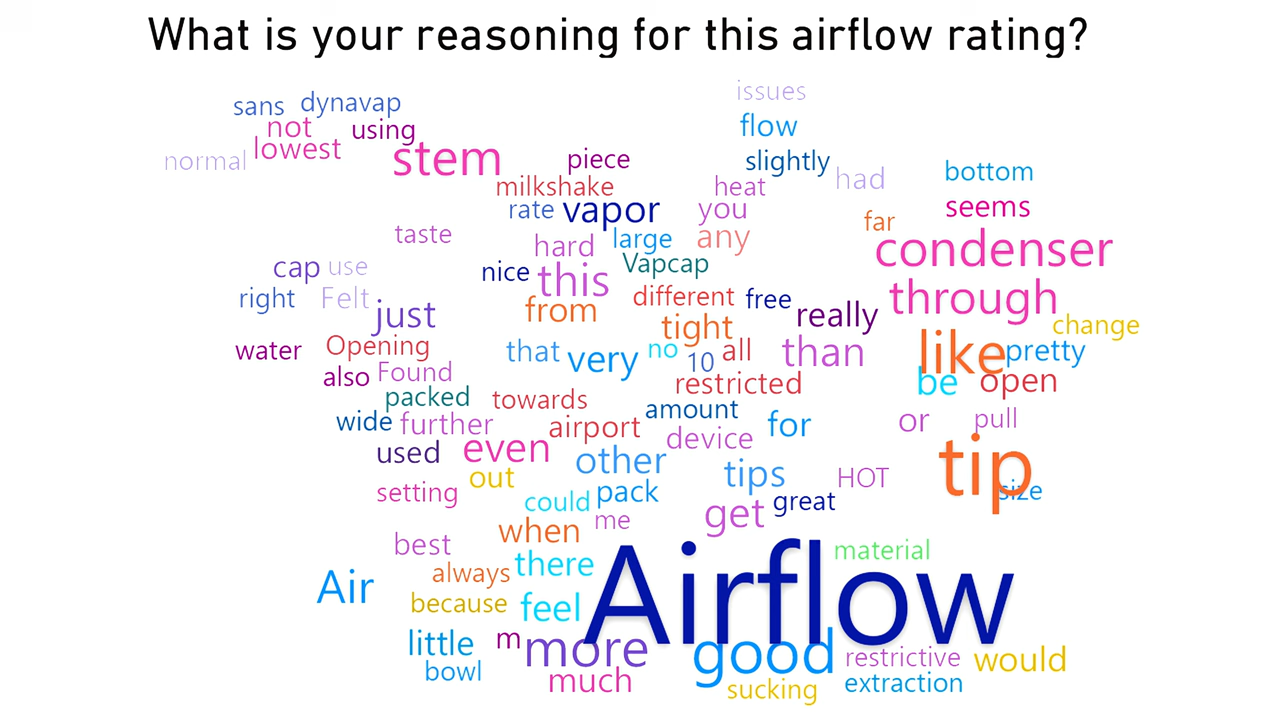 What is your reasoning for this airflow rating?
issues
sans dynavap
flow
not using
lowest
normal
stem
piece
slightly
had
bottom
milkshake
heat
rate vapor you
seems
far
taste
hard large any
condenser
cap use
nice this Vapcap
right Felt just
from different free
through
really
tight
change
water Opening
that very no 10 all than like pretty
also Found
restricted
be open
packed towards
amount
wide further airport
device for
or pull
used even other
tips HOT tip
out
setting
could pack
get great
size
when me
best
there
material
Air always
Airflow
because feel
little m more good restrictive would
bowl much sucking extraction